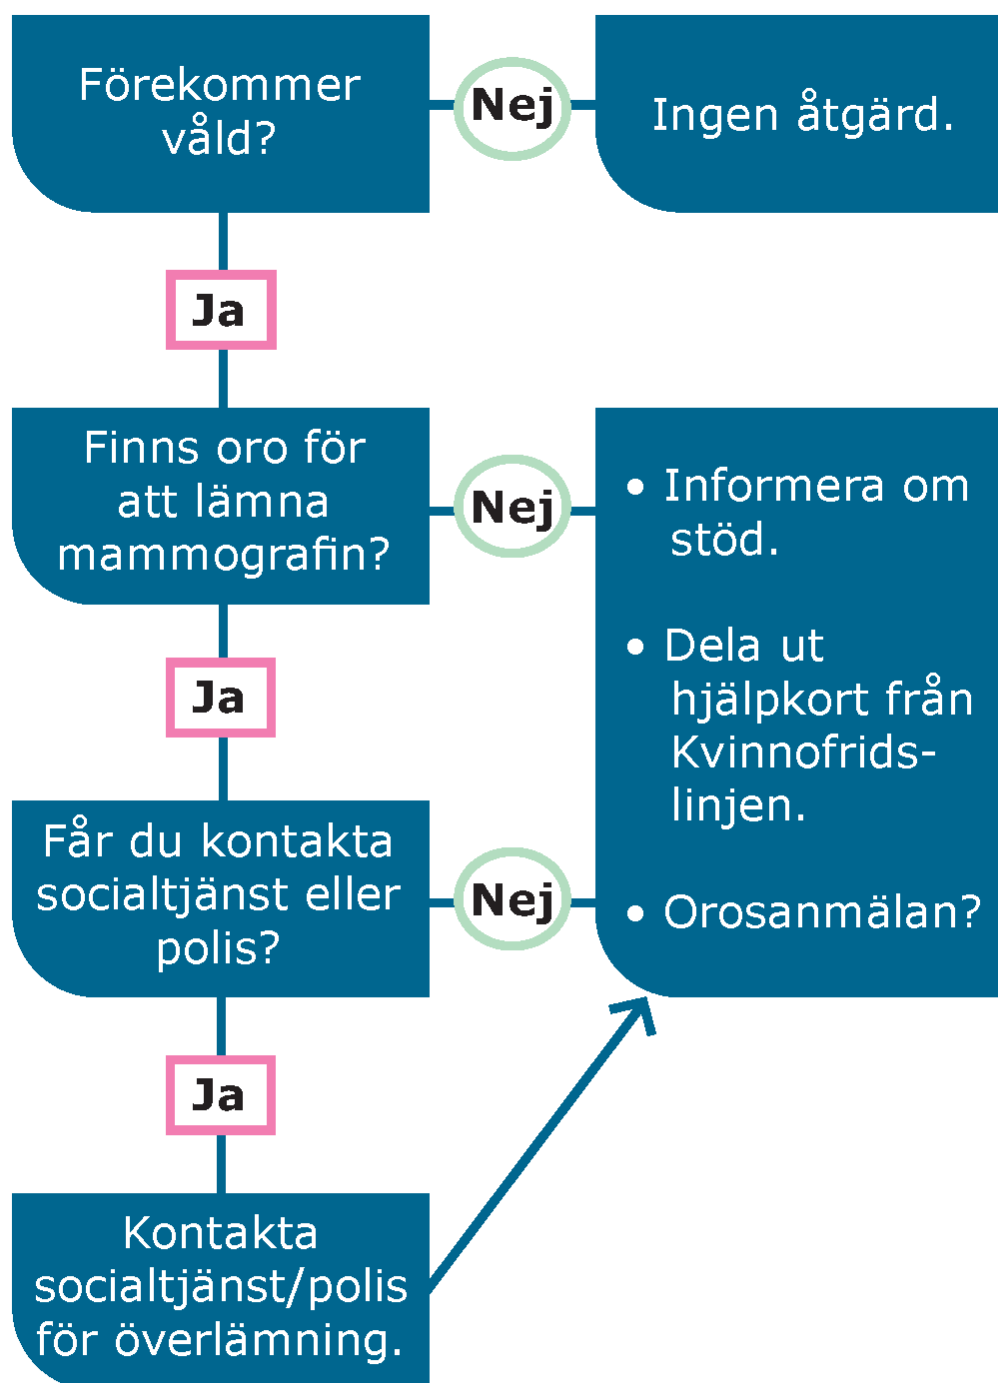 Förekommer
våld?
Nej
Ingen åtgärd.
Ja
Finns oro för
att lämna
mammografin?
Nej
• Informera om
stöd.
• Dela ut
hjälpkort från
Kvinnofrids-
linjen.
• Orosanmälan?
Ja
Får du kontakta
socialtjänst eller
polis?
Nej
Ja
Kontakta
socialtjänst/polis
för överlämning.